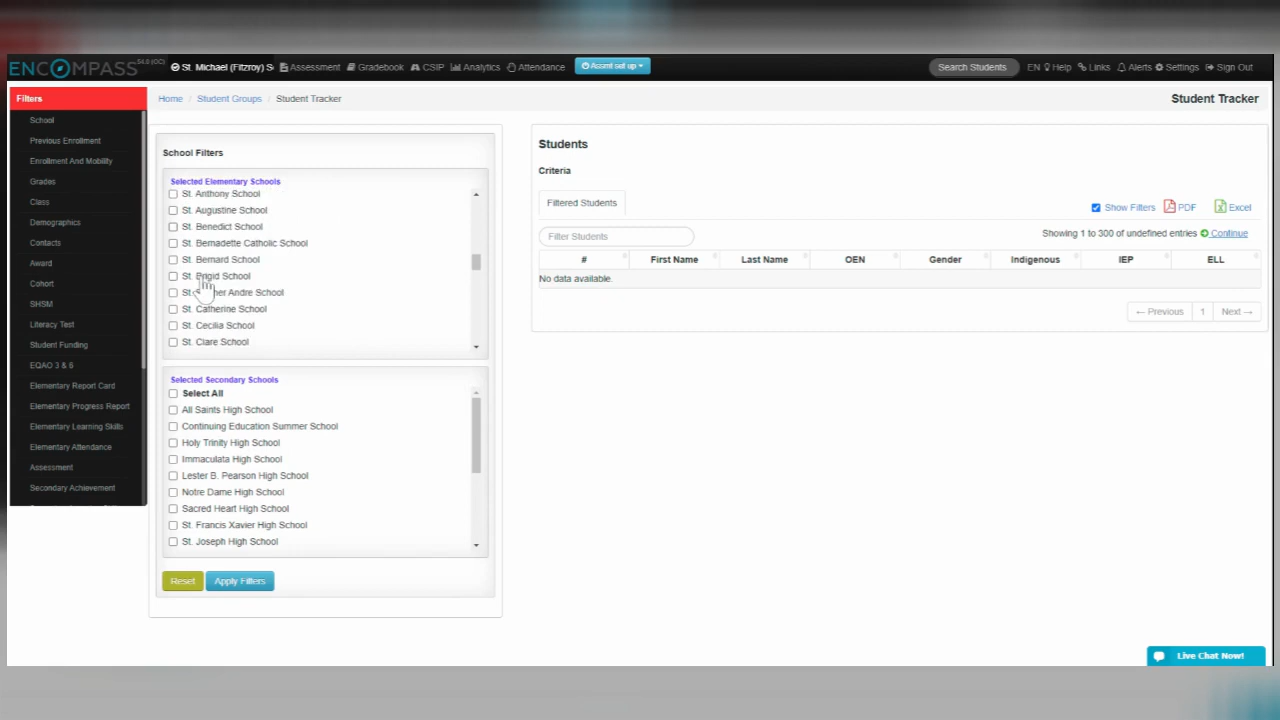 ENCOMPASS S4.0 (OC) St. Michael (Fitzroy) S Assessment Gradebook CSIP Analytics Attendance Assmt set up Search Students EN Help Links Alerts Settings Sign Out
Filters
School
Previous Enrollment
Enrollment And Mobility
Grades
Class
Demographics
Contacts
Award
Cohort
SHSM
Literacy Test
Student Funding
EQAO 3 & 6
Elementary Report Card
Elementary Progress Report
Elementary Learning Skills
Elementary Attendance
Assessment
Secondary Achievement
Home / Student Groups / Student Tracker
Student Tracker
School Filters
Selected Elementary Schools
St. Anthony School
St. Augustine School
St. Benedict School
St. Bernadette Catholic School
St. Bernard School
St. Brigid School
St. her Andre School
St. Catherine School
St. Cecilia School
St. Clare School
Selected Secondary Schools
Select All
All Saints High School
Continuing Education Summer School
Holy Trinity High School
Immaculata High School
Lester B. Pearson High School
Notre Dame High School
Sacred Heart High School
St. Francis Xavier High School
St. Joseph High School
Reset Apply Filters
Students
Criteria
Filtered Students
Show Filters PDF Excel
Filter Students
Showing 1 to 300 of undefined entries Continue
# First Name Last Name OEN Gender Indigenous IEP ELL
No data available.
← Previous 1 Next →
Live Chat Now!